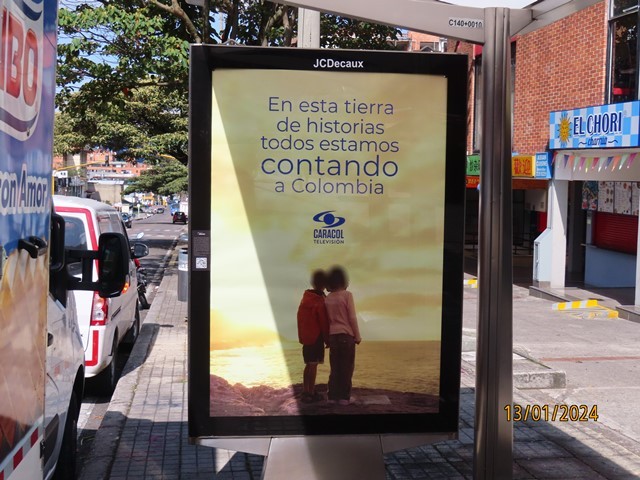 C140+0010
JCDecaux
En esta tierra
de historias
todos estamos
contando
a Colombia
CARACOL
TELEVISIÓN
EL CHORI
13/01/2024